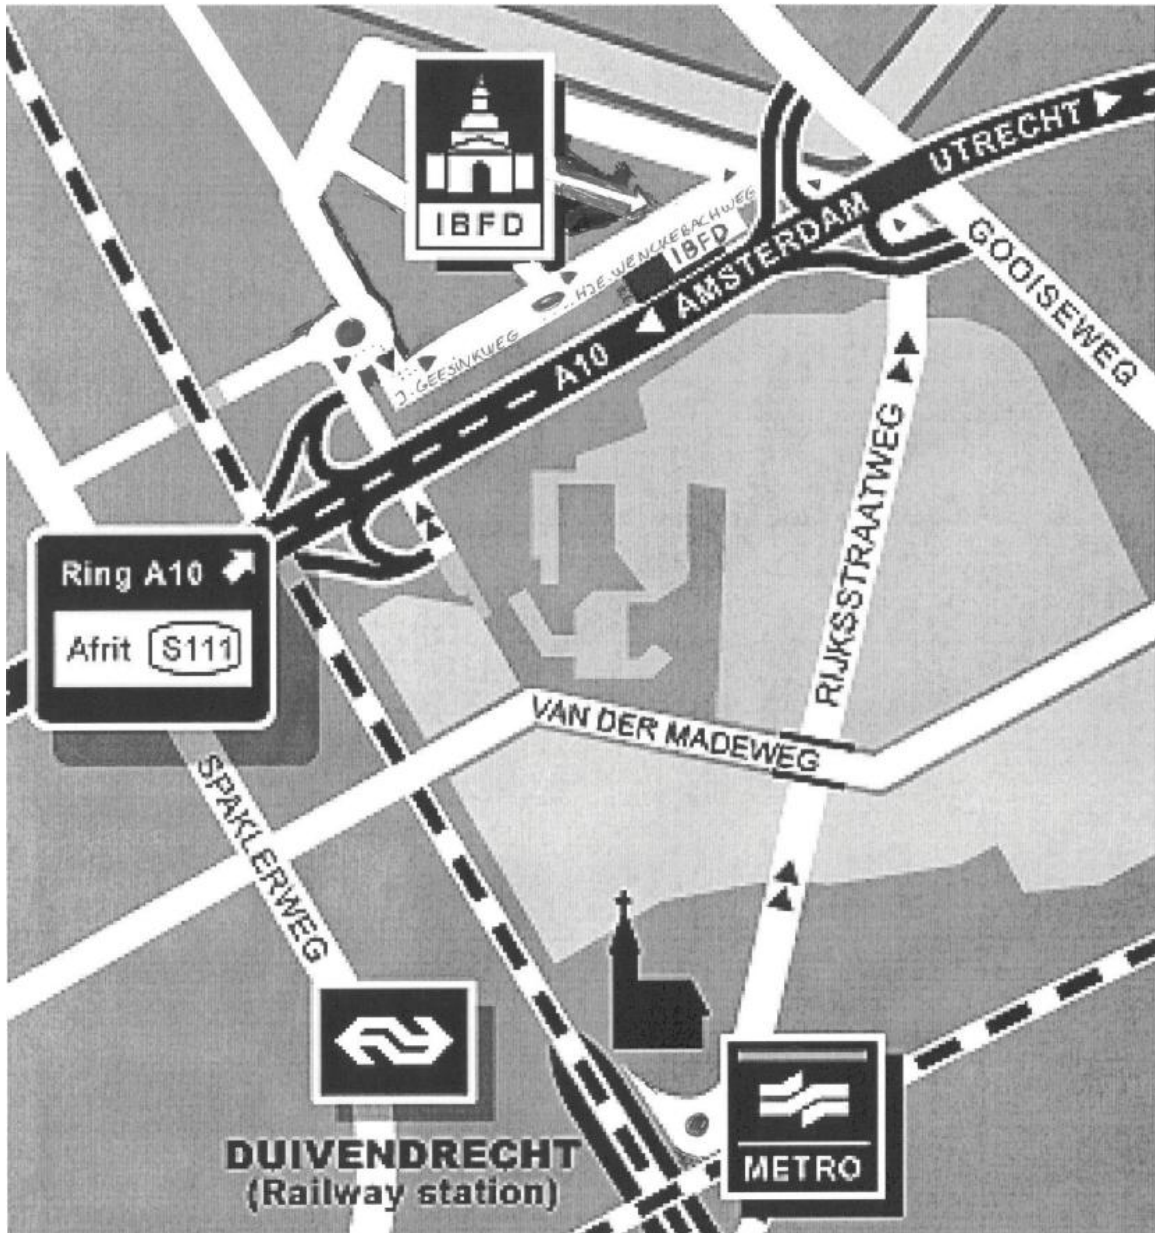 IBFD
UTRECHT
AMSTERDAM
A10
IBFD
H.J.E. WENCKEBACHWEG
J. GEESINKWEG
GOOISEWEG
RIJKSSTRAATWEG
Ring A10
Afrit S111
VAN DER MADEWEG
SPAKLERWEG
DUIVENDRECHT
(Railway station)
METRO